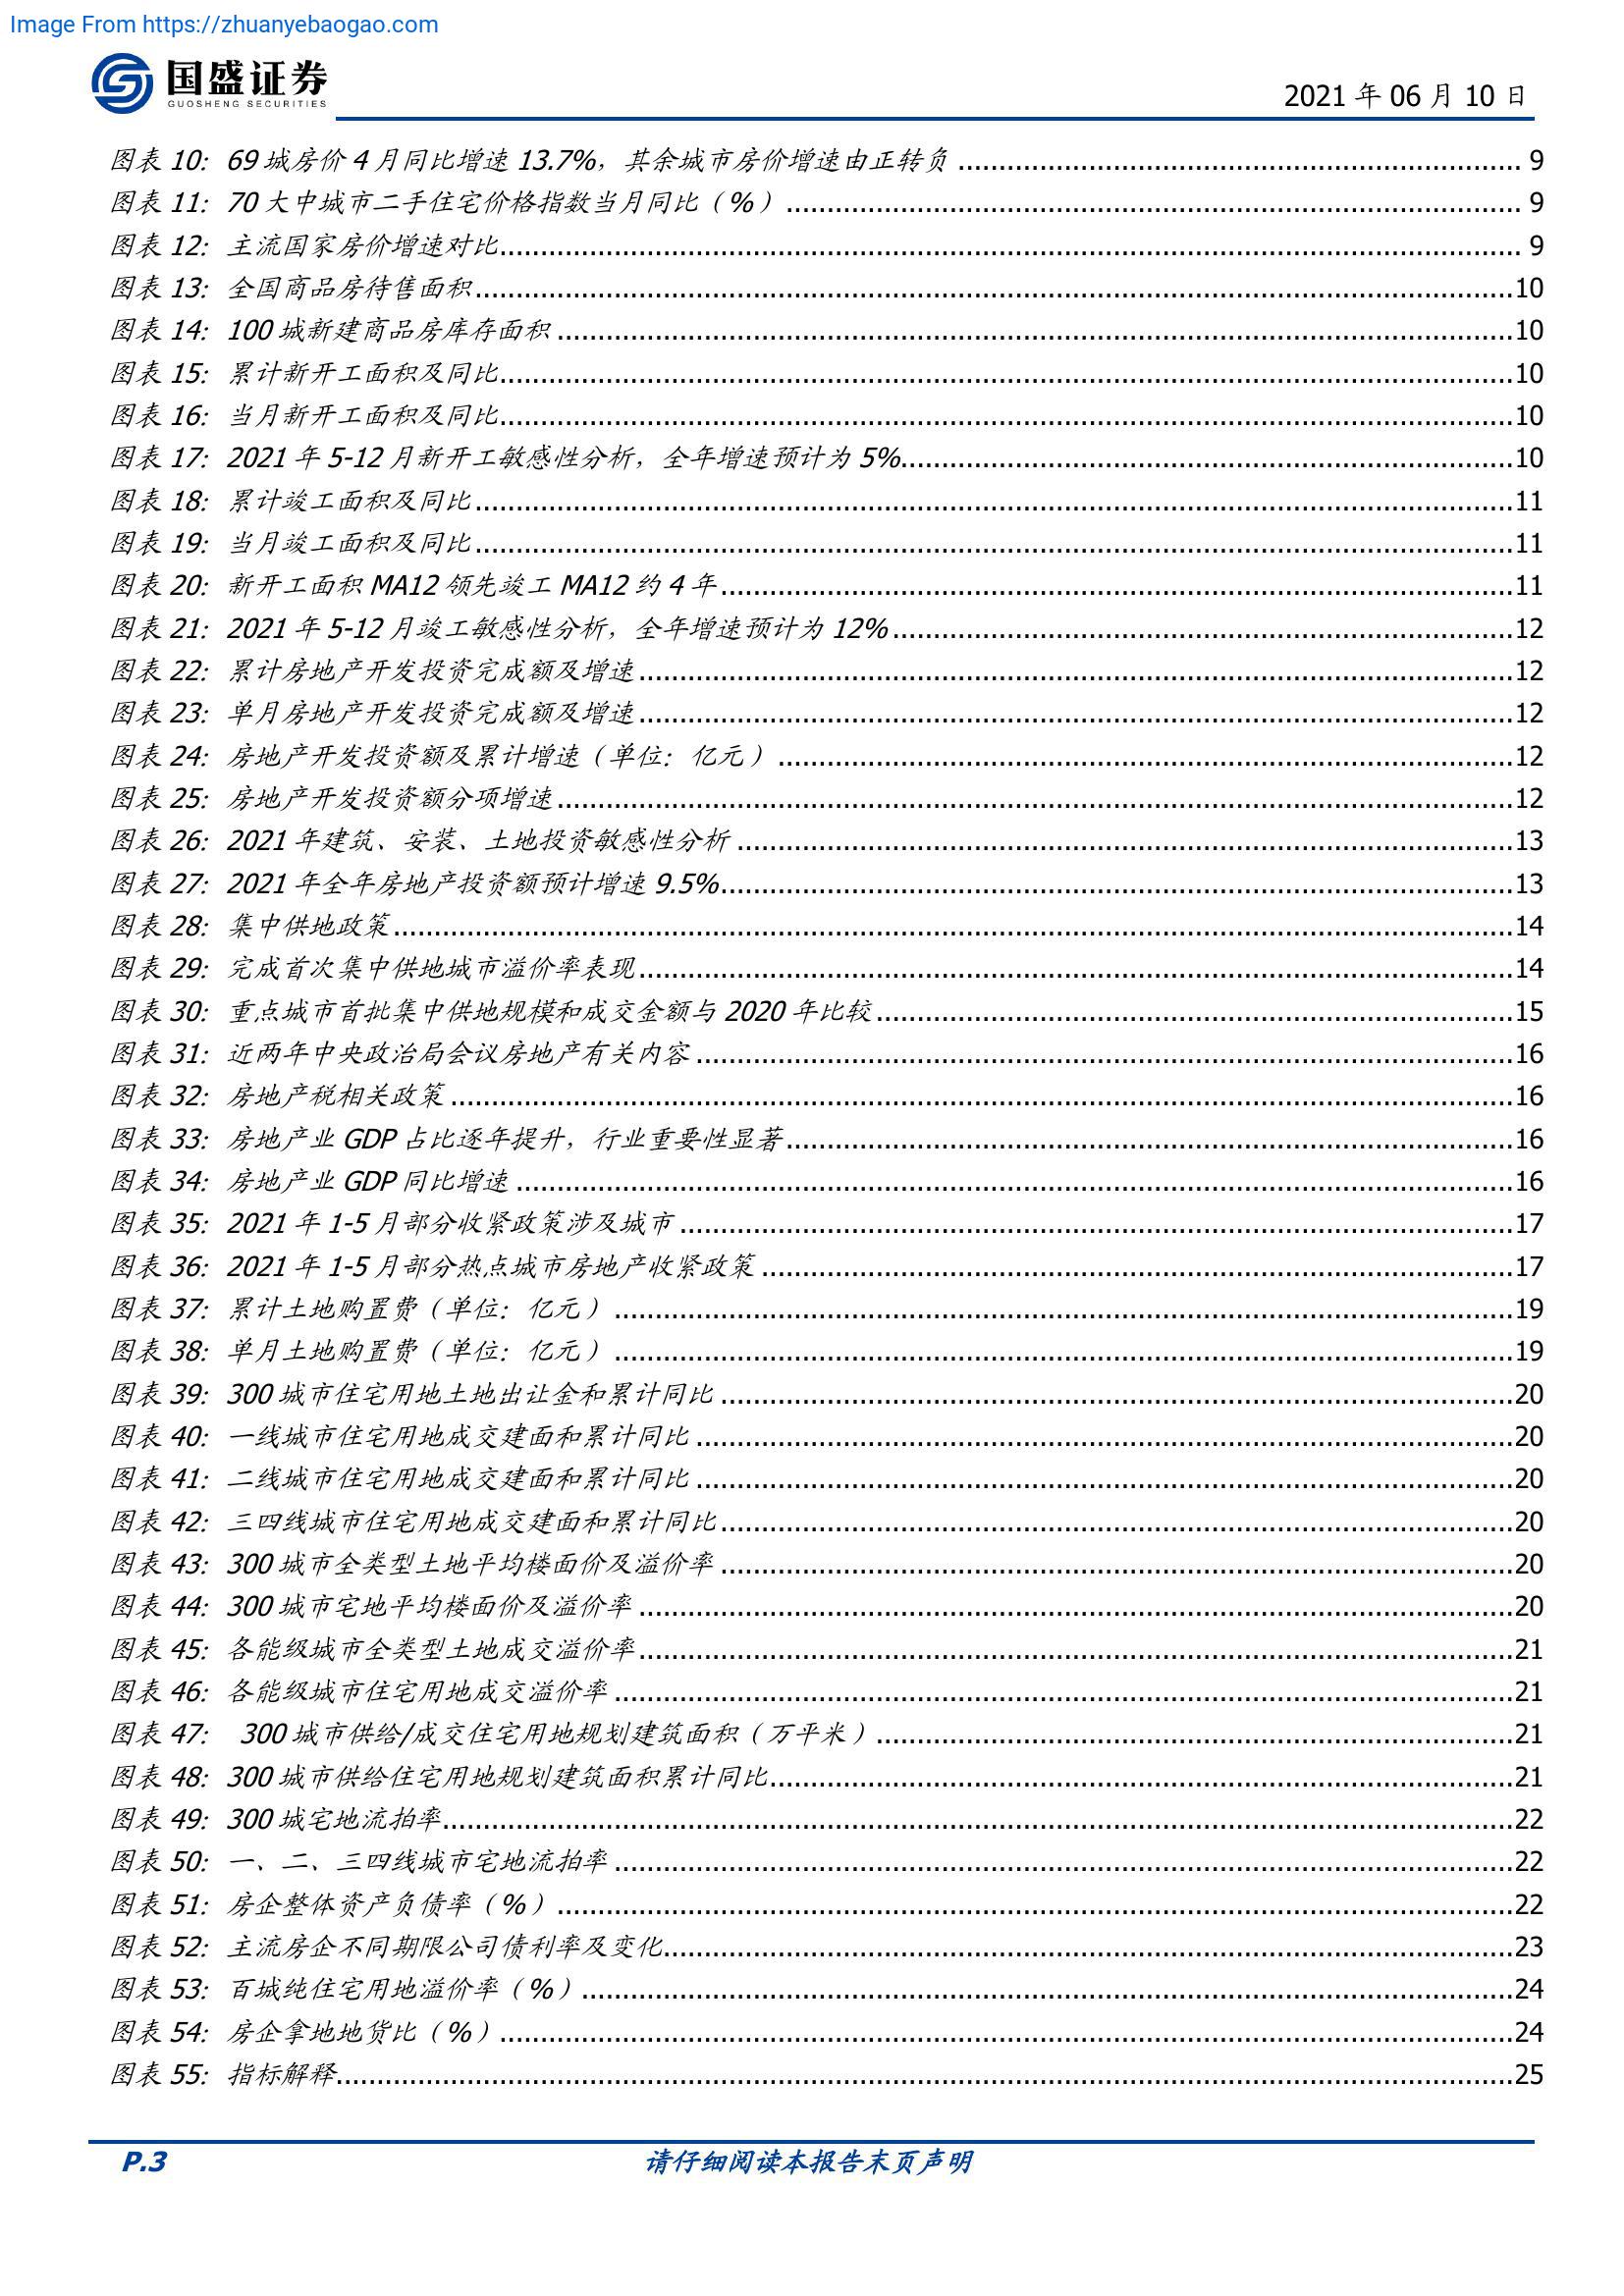 Image From https://zhuanyebaogao.com
国盛证券
GUOSHENG SECURITIES
2021 年 06 月 10 日
图表 10: 69 城房价 4 月同比增速 13.7%，其余城市房价增速由正转负 ........ 9
图表 11: 70 大中城市二手住宅价格指数当月同比（%） ........ 9
图表 12: 主流国家房价增速对比........ 9
图表 13: 全国商品房待售面积........10
图表 14: 100 城新建商品房库存面积 ........10
图表 15: 累计新开工面积及同比........10
图表 16: 当月新开工面积及同比........10
图表 17: 2021 年 5-12 月新开工敏感性分析，全年增速预计为 5%........10
图表 18: 累计竣工面积及同比........11
图表 19: 当月竣工面积及同比........11
图表 20: 新开工面积 MA12 领先竣工 MA12 约 4 年........11
图表 21: 2021 年 5-12 月竣工敏感性分析，全年增速预计为 12%........12
图表 22: 累计房地产开发投资完成额及增速........12
图表 23: 单月房地产开发投资完成额及增速........12
图表 24: 房地产开发投资额及累计增速（单位：亿元） ........12
图表 25: 房地产开发投资额分项增速........12
图表 26: 2021 年建筑、安装、土地投资敏感性分析 ........13
图表 27: 2021 年全年房地产投资额预计增速 9.5%........13
图表 28: 集中供地政策........14
图表 29: 完成首次集中供地城市溢价率表现........14
图表 30: 重点城市首批集中供地规模和成交金额与 2020 年比较........15
图表 31: 近两年中央政治局会议房地产有关内容 ........16
图表 32: 房地产税相关政策 ........16
图表 33: 房地产业 GDP 占比逐年提升，行业重要性显著........16
图表 34: 房地产业 GDP 同比增速 ........16
图表 35: 2021 年 1-5 月部分收紧政策涉及城市 ........17
图表 36: 2021 年 1-5 月部分热点城市房地产收紧政策 ........17
图表 37: 累计土地购置费（单位：亿元） ........19
图表 38: 单月土地购置费（单位：亿元） ........19
图表 39: 300 城市住宅用地土地出让金和累计同比 ........20
图表 40: 一线城市住宅用地成交建面和累计同比 ........20
图表 41: 二线城市住宅用地成交建面和累计同比 ........20
图表 42: 三四线城市住宅用地成交建面和累计同比........20
图表 43: 300 城市全类型土地平均楼面价及溢价率 ........20
图表 44: 300 城市宅地平均楼面价及溢价率 ........20
图表 45: 各能级城市全类型土地成交溢价率........21
图表 46: 各能级城市住宅用地成交溢价率 ........21
图表 47: 300 城市供给/成交住宅用地规划建筑面积（万平米）........21
图表 48: 300 城市供给住宅用地规划建筑面积累计同比........21
图表 49: 300 城宅地流拍率........22
图表 50: 一、二、三四线城市宅地流拍率 ........22
图表 51: 房企整体资产负债率（%）........22
图表 52: 主流房企不同期限公司债利率及变化........23
图表 53: 百城纯住宅用地溢价率（%）........24
图表 54: 房企拿地地货比（%）........24
图表 55: 指标解释........25
P.3
请仔细阅读本报告末页声明